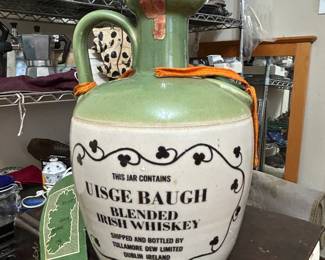 THIS JAR CONTAINS
UISGE BAUGH
BLENDED
IRISH WHISKEY
SHIPPED AND BOTTLED BY
TULLAMORE DEW LIMITED
DUBLIN IRELAND